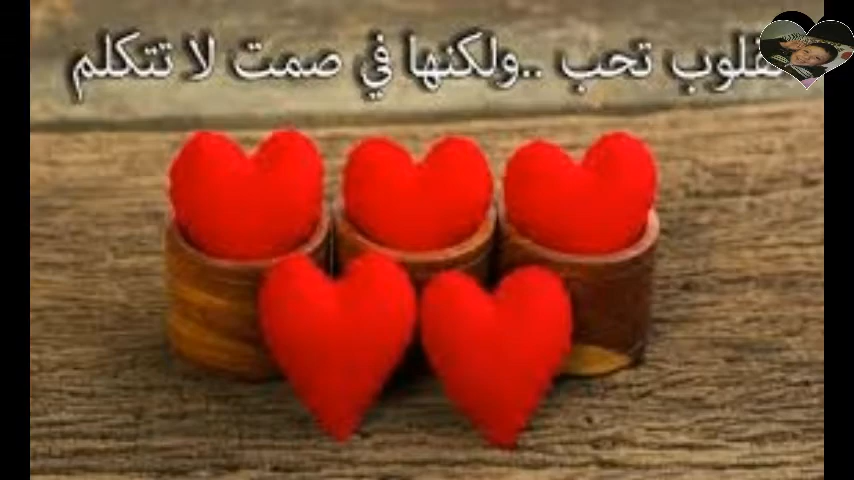 تحب ..ولكنها في صمت لا تتكلم